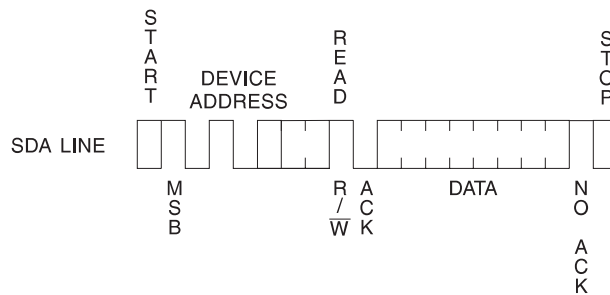 START
DEVICE
ADDRESS
READ
STOP
SDA LINE
MSB
R/W
ACK
DATA
NO ACK